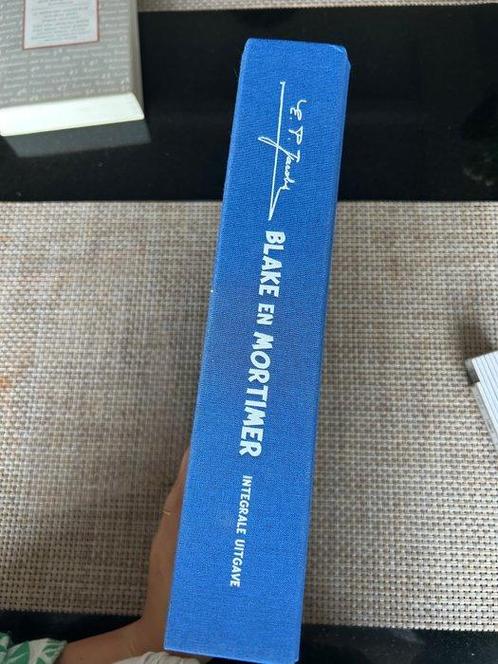 E. P. Jacobs
BLAKE EN MORTIMER
INTEGRALE UITGAVE